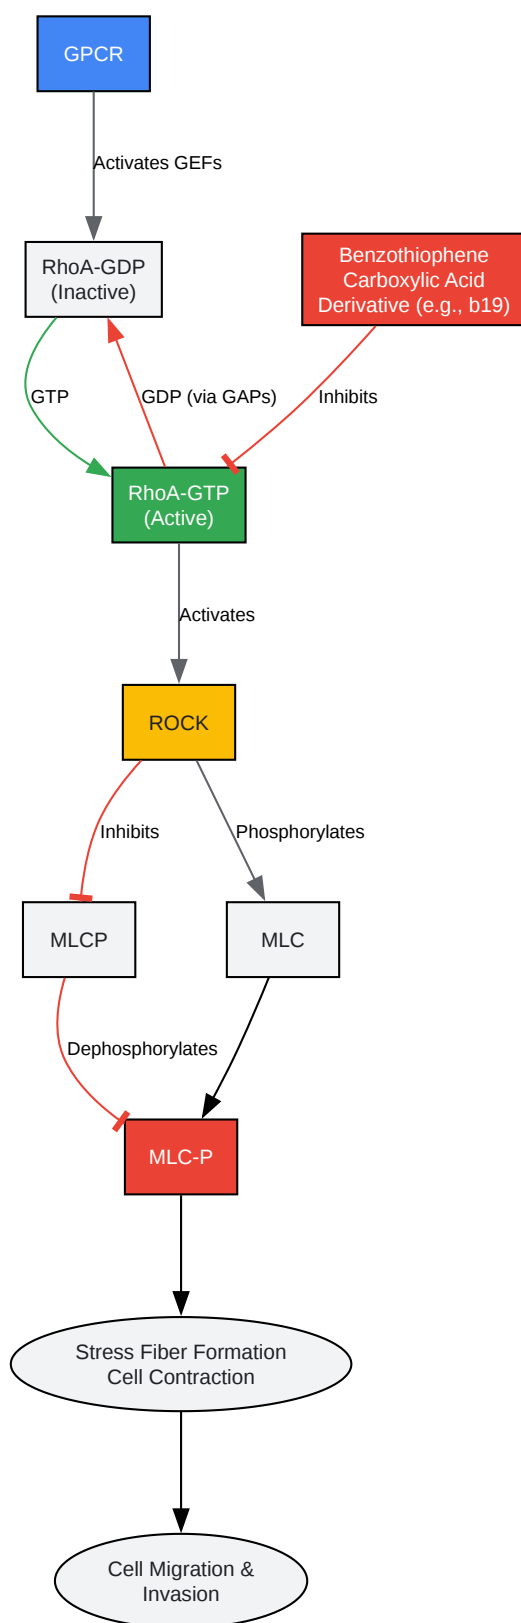 GPCR
Activates GEFs
RhoA-GDP
(Inactive)
Benzothiophene
Carboxylic Acid
Derivative (e.g., b19)
GTP
GDP (via GAPs)
Inhibits
RhoA-GTP
(Active)
Activates
ROCK
Inhibits
Phosphorylates
MLCP
MLC
Dephosphorylates
MLC-P
Stress Fiber Formation
Cell Contraction
Cell Migration &
Invasion